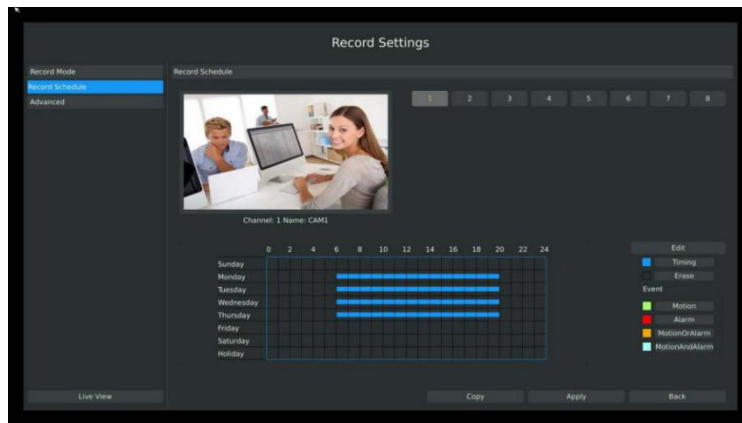 Record Settings
Record Mode
Record Schedule
Record Schedule
Advanced
1 2 3 4 5 6 7 8
Channel: 1 Name: CAM1
0 2 4 6 8 10 12 14 16 18 20 22 24
Sunday
Monday
Tuesday
Wednesday
Thursday
Friday
Saturday
Holiday
Edit
Timing
Erase
Event
Motion
Alarm
MotionOrAlarm
MotionAndAlarm
Live View
Copy
Apply
Back